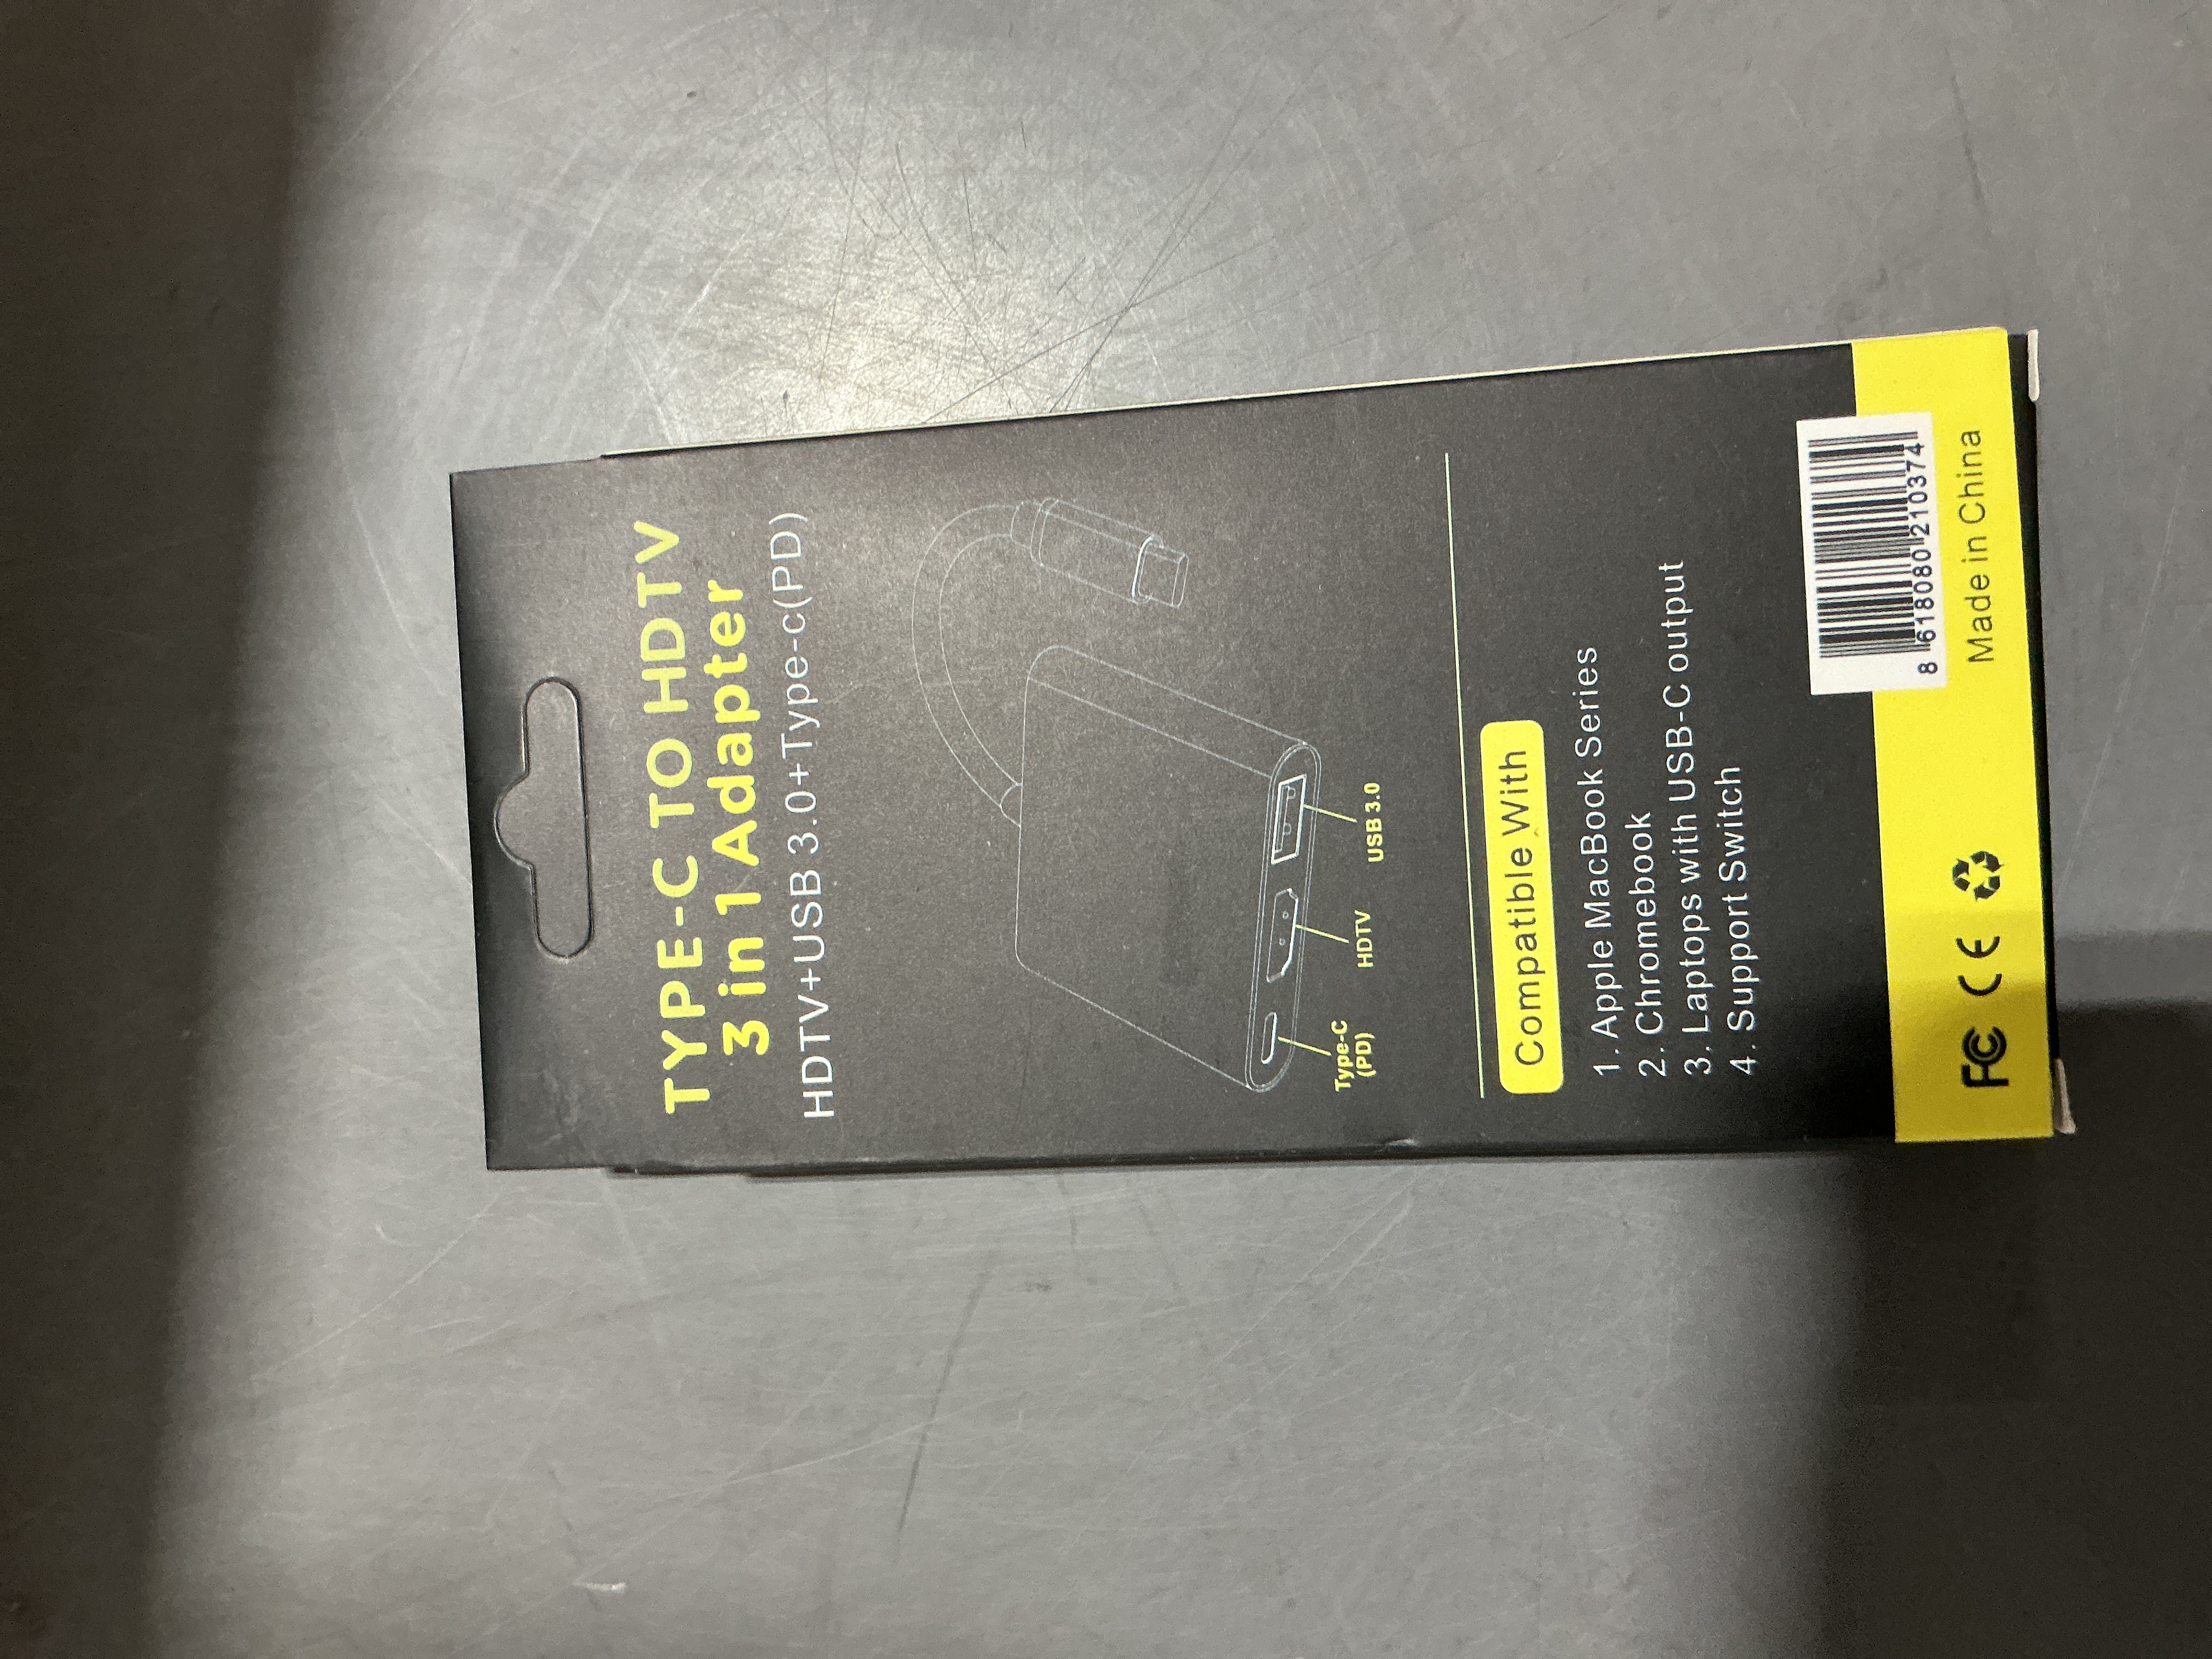 TYPE-C TO HDTV
3 in 1 Adapter
HDTV+USB 3.0+Type-c(PD)
Type-C
(PD)
HDTV
USB 3.0
Compatible With
1. Apple MacBook Series
2. Chromebook
3. Laptops with USB-C output
4. Support Switch
8 618080 210374
FC CE
Made in China